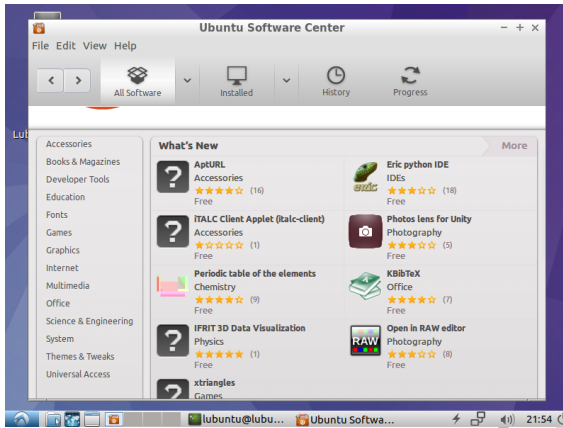 Ubuntu Software Center
File Edit View Help
All Software
Installed
History
Progress
Accessories
Books & Magazines
Developer Tools
Education
Fonts
Games
Graphics
Internet
Multimedia
Office
Science & Engineering
System
Themes & Tweaks
Universal Access
What's New
More
AptURL
Accessories
(16)
Free
Eric python IDE
IDEs
(18)
Free
iTALC Client Applet (italc-client)
Accessories
(1)
Free
Photos lens for Unity
Photography
(5)
Free
Periodic table of the elements
Chemistry
(9)
Free
KBibTeX
Office
(7)
Free
IFRIT 3D Data Visualization
Physics
(1)
Free
RAW
Open in RAW editor
Photography
(8)
Free
xtriangles
Games
lubuntu@lubu...
Ubuntu Softwa...
21:54